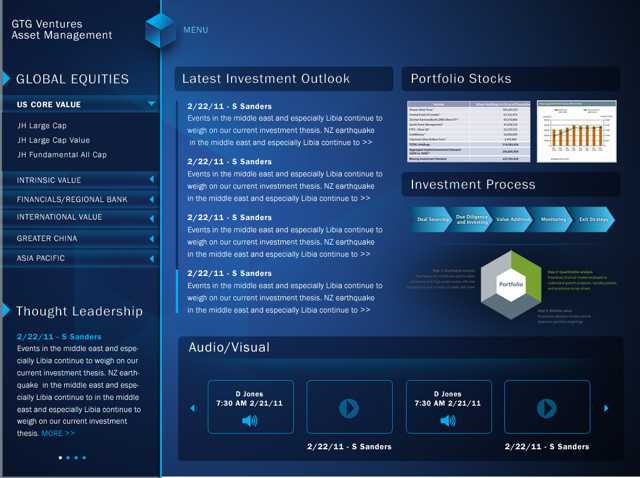 GTG Ventures
Asset Management
MENU
GLOBAL EQUITIES
US CORE VALUE
JH Large Cap
JH Large Cap Value
JH Fundamental All Cap
INTRINSIC VALUE
FINANCIALS/REGIONAL BANK
INTERNATIONAL VALUE
GREATER CHINA
ASIA PACIFIC
Thought Leadership
2/22/11 - S Sanders
Events in the middle east and espe-
cially Libia continue to weigh on our
current investment thesis. NZ earth-
quake in the middle east and espe-
cially Libia continue to in the middle
east and especially Libia continue to
weigh on our current investment
thesis. MORE >>
Latest Investment Outlook
2/22/11 - S Sanders
Events in the middle east and especially Libia continue to
weigh on our current investment thesis. NZ earthquake
in the middle east and especially Libia continue to >>
2/22/11 - S Sanders
Events in the middle east and especially Libia continue to
weigh on our current investment thesis. NZ earthquake
in the middle east and especially Libia continue to >>
2/22/11 - S Sanders
Events in the middle east and especially Libia continue to
weigh on our current investment thesis. NZ earthquake
in the middle east and especially Libia continue to >>
2/22/11 - S Sanders
Events in the middle east and especially Libia continue to
weigh on our current investment thesis. NZ earthquake
in the middle east and especially Libia continue to >>
Portfolio Stocks
Investment Process
Deal Sourcing
Due Diligence
and Investing
Value Addition
Monitoring
Exit Strategy
Portfolio
Audio/Visual
D Jones
7:30 AM 2/21/11
2/22/11 - S Sanders
D Jones
7:30 AM 2/21/11
2/22/11 - S Sanders